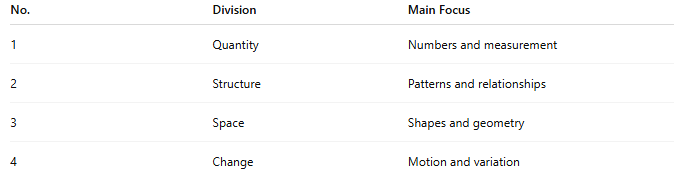 No. Division Main Focus
1 Quantity Numbers and measurement
2 Structure Patterns and relationships
3 Space Shapes and geometry
4 Change Motion and variation